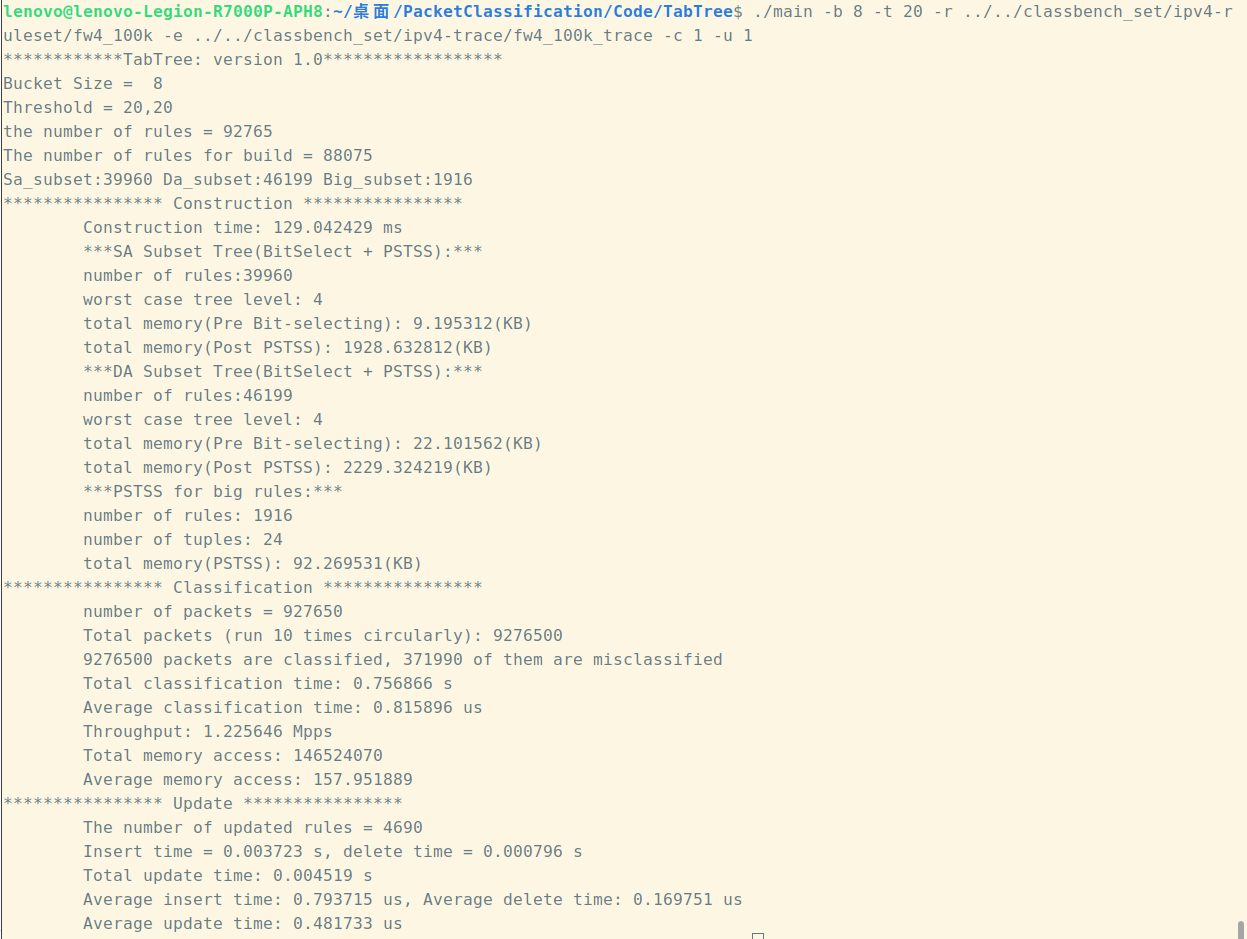 lenovo@lenovo-Legion-R7000P-APH8:~/桌面/PacketClassification/Code/TabTree$ ./main -b 8 -t 20 -r ../../classbench_set/ipv4-r
uleset/fw4_100k -e ../../classbench_set/ipv4-trace/fw4_100k_trace -c 1 -u 1
************TabTree: version 1.0******************
Bucket Size =  8
Threshold = 20,20
the number of rules = 92765
The number of rules for build = 88075
Sa_subset:39960 Da_subset:46199 Big_subset:1916
**************** Construction ****************
        Construction time: 129.042429 ms
        ***SA Subset Tree(BitSelect + PSTSS):***
        number of rules:39960
        worst case tree level: 4
        total memory(Pre Bit-selecting): 9.195312(KB)
        total memory(Post PSTSS): 1928.632812(KB)
        ***DA Subset Tree(BitSelect + PSTSS):***
        number of rules:46199
        worst case tree level: 4
        total memory(Pre Bit-selecting): 22.101562(KB)
        total memory(Post PSTSS): 2229.324219(KB)
        ***PSTSS for big rules:***
        number of rules: 1916
        number of tuples: 24
        total memory(PSTSS): 92.269531(KB)
**************** Classification ****************
        number of packets = 927650
        Total packets (run 10 times circularly): 9276500
        9276500 packets are classified, 371990 of them are misclassified
        Total classification time: 0.756866 s
        Average classification time: 0.815896 us
        Throughput: 1.225646 Mpps
        Total memory access: 146524070
        Average memory access: 157.951889
**************** Update ****************
        The number of updated rules = 4690
        Insert time = 0.003723 s, delete time = 0.000796 s
        Total update time: 0.004519 s
        Average insert time: 0.793715 us, Average delete time: 0.169751 us
        Average update time: 0.481733 us